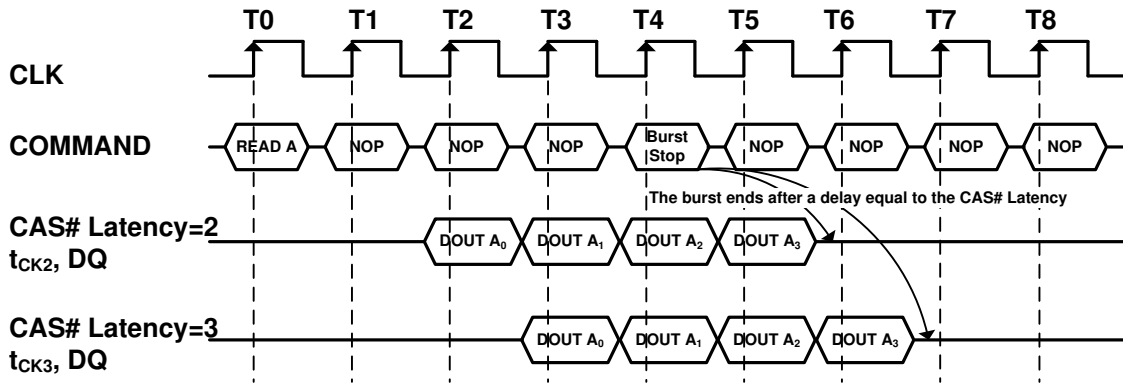 T0 T1 T2 T3 T4 T5 T6 T7 T8
CLK
COMMAND
READ A NOP NOP NOP Burst Stop NOP NOP NOP NOP
The burst ends after a delay equal to the CAS# Latency
CAS# Latency=2
tCK2, DQ
DOUT A0 DOUT A1 DOUT A2 DOUT A3
CAS# Latency=3
tCK3, DQ
DOUT A0 DOUT A1 DOUT A2 DOUT A3